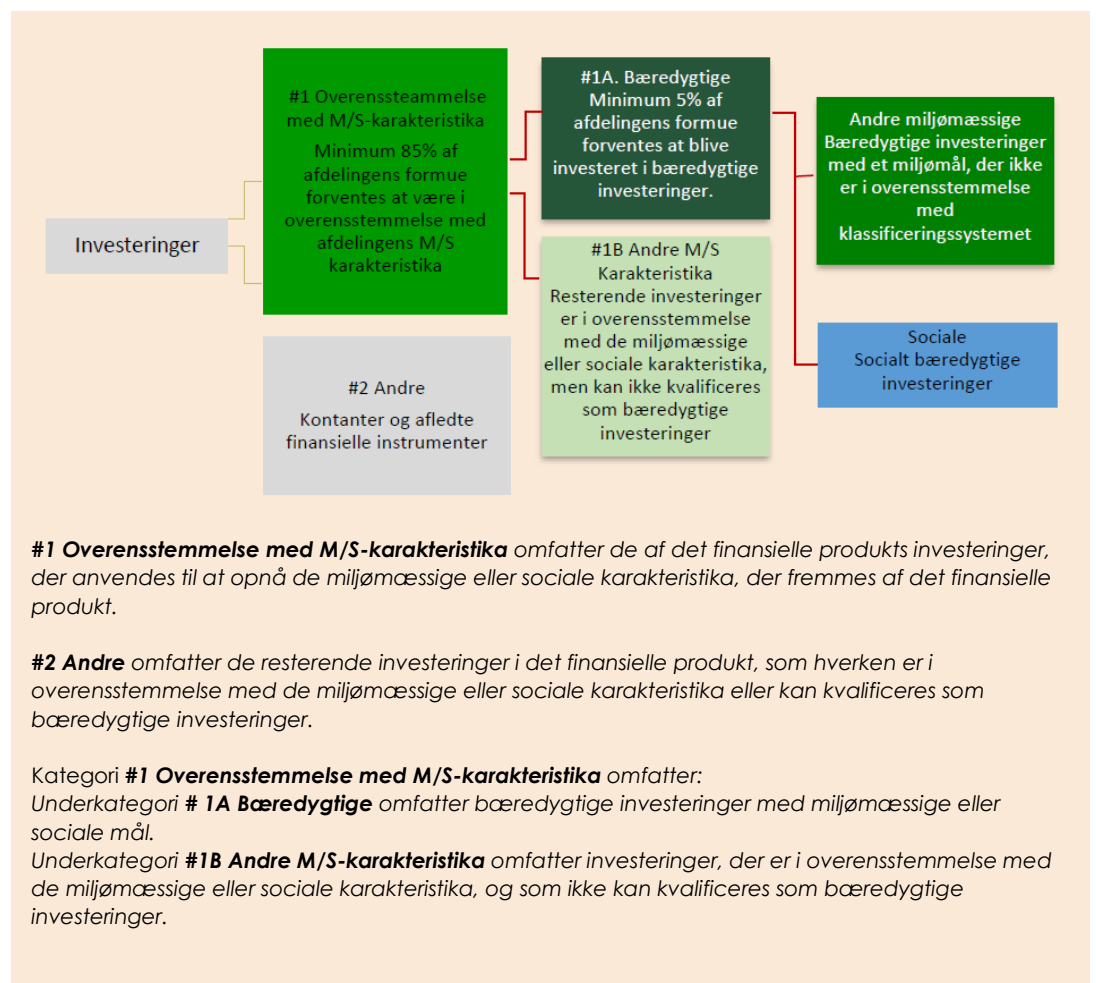 Investeringer
#1 Overenssteammelse
med M/S-karakteristika
Minimum 85% af
afdelingens formue
forventes at være i
overensstemmelse med
afdelingens M/S
karakteristika
#2 Andre
Kontanter og afledte
finansielle instrumenter
#1A. Bæredygtige
Minimum 5% af
afdelingens formue
forventes at blive
investeret i bæredygtige
investeringer.
#1B Andre M/S
Karakteristika
Resterende investeringer
er i overensstemmelse
med de miljømæssige
eller sociale karakteristika,
men kan ikke kvalificeres
som bæredygtige
investeringer
Andre miljømæssige
Bæredygtige investeringer
med et miljømål, der ikke
er i overensstemmelse
med
klassificeringssystemet
Sociale
Socialt bæredygtige
investeringer
#1 Overensstemmelse med M/S-karakteristika omfatter de af det finansielle produkts investeringer,
der anvendes til at opnå de miljømæssige eller sociale karakteristika, der fremmes af det finansielle
produkt.
#2 Andre omfatter de resterende investeringer i det finansielle produkt, som hverken er i
overensstemmelse med de miljømæssige eller sociale karakteristika eller kan kvalificeres som
bæredygtige investeringer.
Kategori #1 Overensstemmelse med M/S-karakteristika omfatter:
Underkategori # 1A Bæredygtige omfatter bæredygtige investeringer med miljømæssige eller
sociale mål.
Underkategori #1B Andre M/S-karakteristika omfatter investeringer, der er i overensstemmelse med
de miljømæssige eller sociale karakteristika, og som ikke kan kvalificeres som bæredygtige
investeringer.